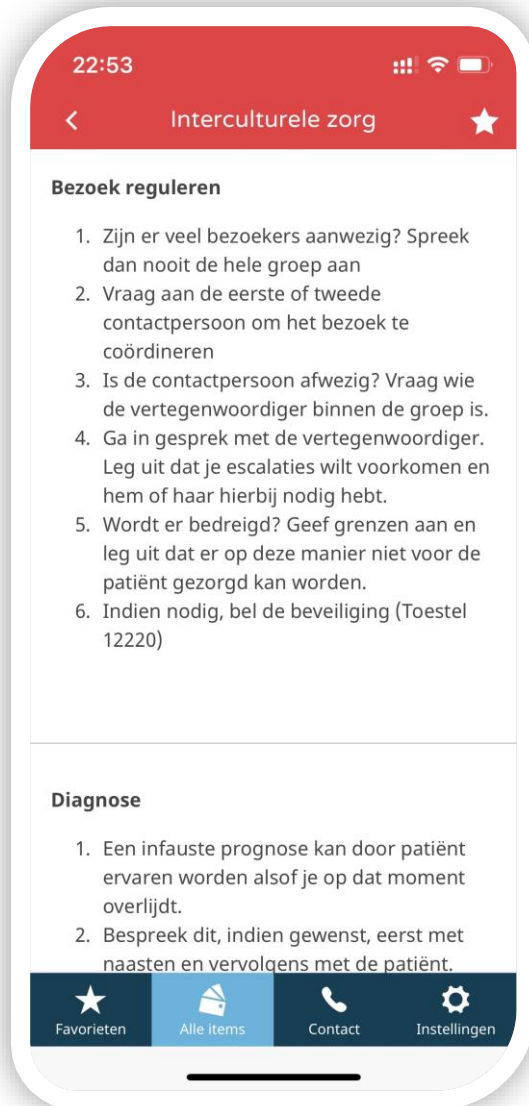 22:53
Interculturele zorg
Bezoek reguleren
1. Zijn er veel bezoekers aanwezig? Spreek
dan nooit de hele groep aan
2. Vraag aan de eerste of tweede
contactpersoon om het bezoek te
coördineren
3. Is de contactpersoon afwezig? Vraag wie
de vertegenwoordiger binnen de groep is.
4. Ga in gesprek met de vertegenwoordiger.
Leg uit dat je escalaties wilt voorkomen en
hem of haar hierbij nodig hebt.
5. Wordt er bedreigd? Geef grenzen aan en
leg uit dat er op deze manier niet voor de
patiënt gezorgd kan worden.
6. Indien nodig, bel de beveiliging (Toestel
12220)
Diagnose
1. Een infauste prognose kan door patiënt
ervaren worden alsof je op dat moment
overlijdt.
2. Bespreek dit, indien gewenst, eerst met
naasten en vervolgens met de patiënt.
Favorieten Alle items Contact Instellingen